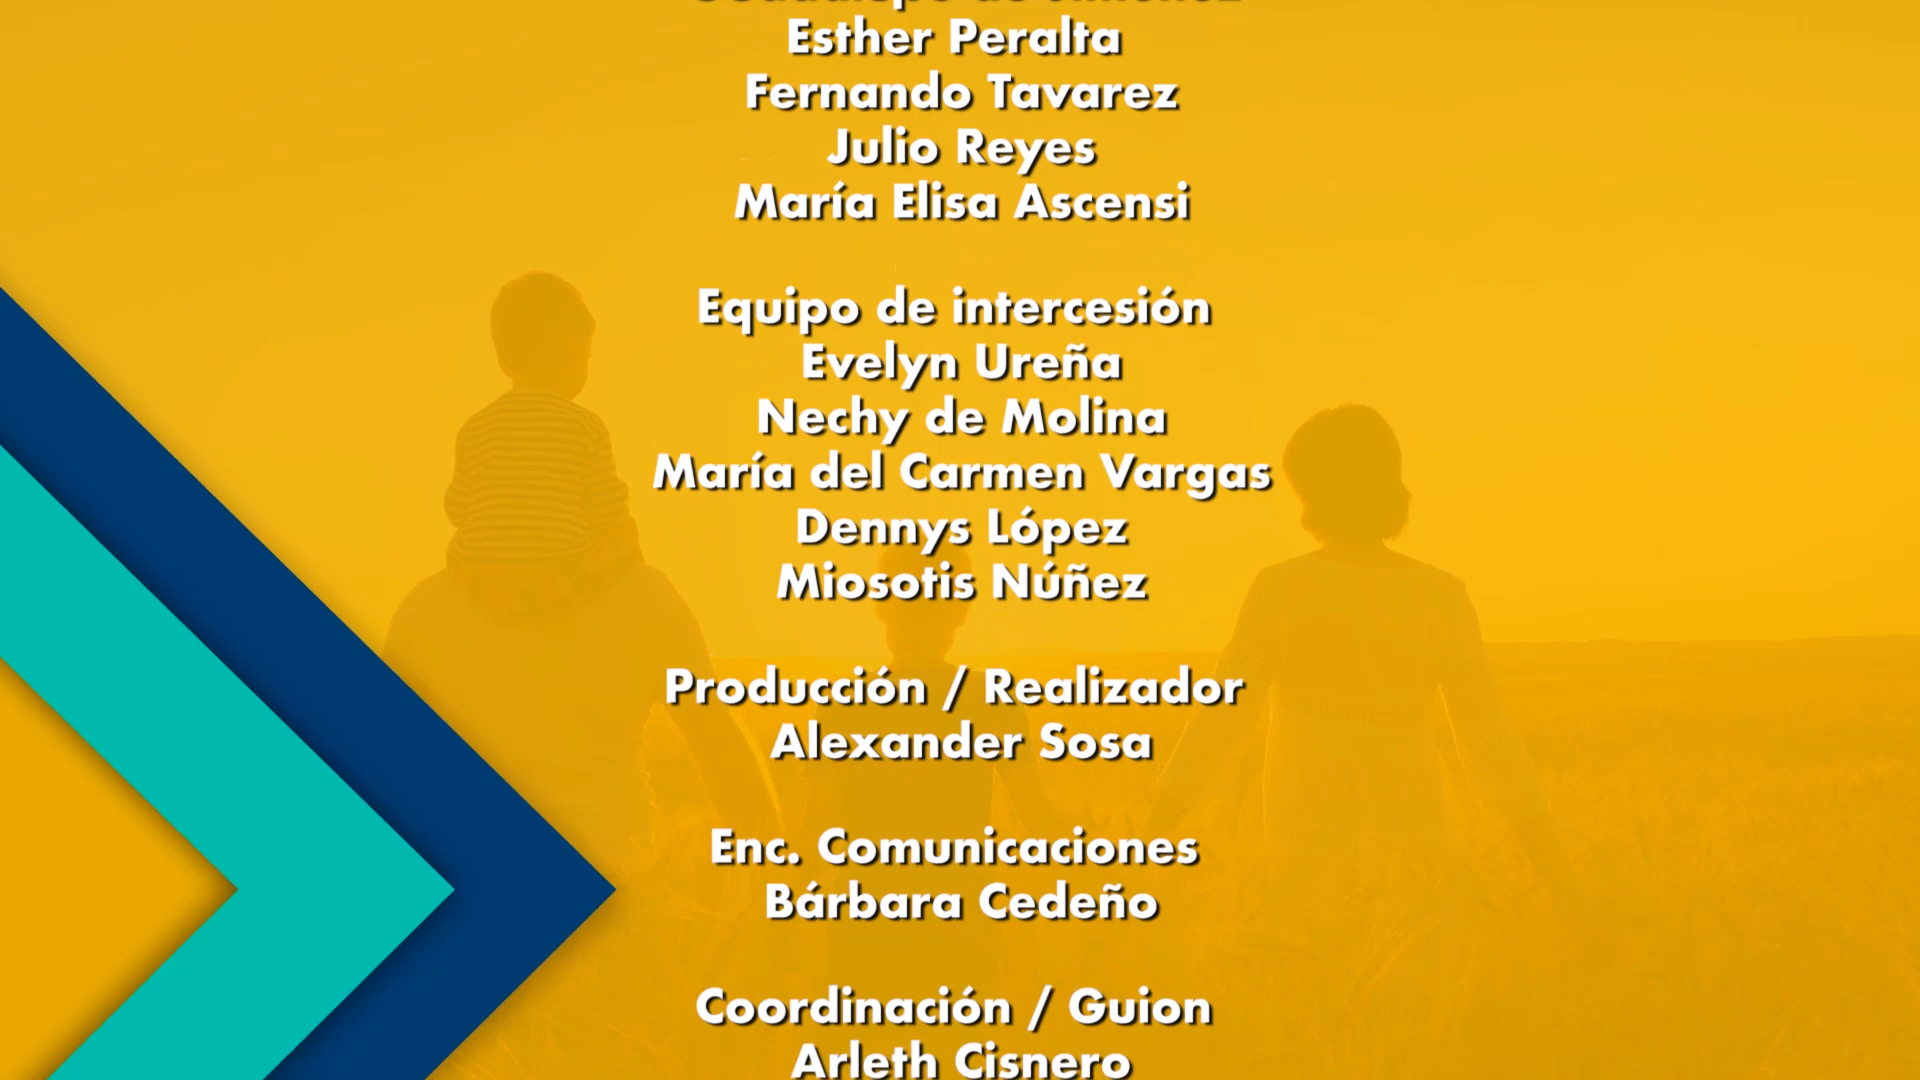 Esther Peralta
Fernando Tavarez
Julio Reyes
María Elisa Ascensi
Equipo de intercesión
Evelyn Ureña
Nechy de Molina
María del Carmen Vargas
Dennys López
Miosotis Núñez
Producción / Realizador
Alexander Sosa
Enc. Comunicaciones
Bárbara Cedeño
Coordinación / Guion
Arleth Cisnero